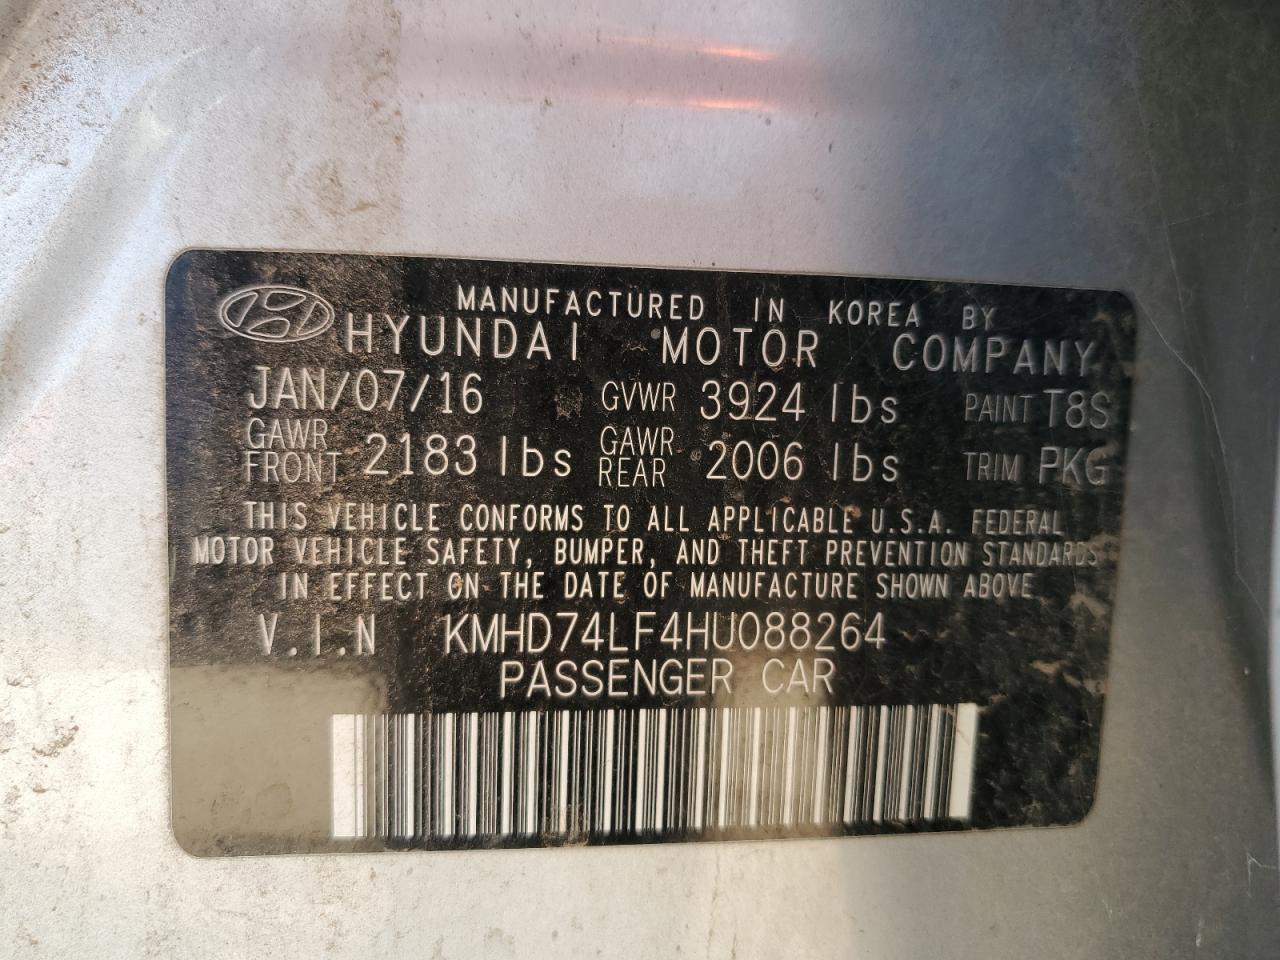 MANUFACTURED IN KOREA BY
HYUNDAI MOTOR COMPANY
JAN/07/16 GVWR 3924 lbs PAINT T8S
GAWR FRONT 2183 lbs GAWR REAR 2006 lbs TRIM PKG
THIS VEHICLE CONFORMS TO ALL APPLICABLE U.S.A. FEDERAL
MOTOR VEHICLE SAFETY, BUMPER, AND THEFT PREVENTION STANDARDS
IN EFFECT ON THE DATE OF MANUFACTURE SHOWN ABOVE
V.I.N KMHD74LF4HU088264
PASSENGER CAR